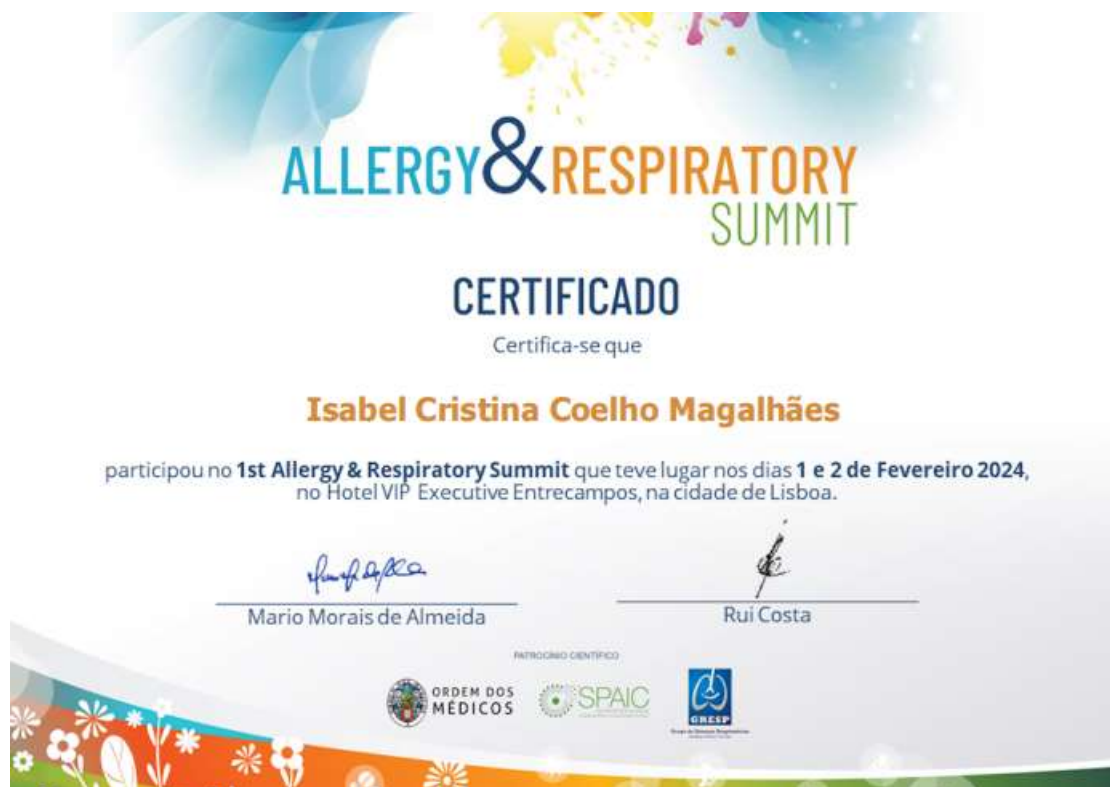 ALLERGY & RESPIRATORY
SUMMIT
CERTIFICADO
Certifica-se que
Isabel Cristina Coelho Magalhães
participou no 1st Allergy & Respiratory Summit que teve lugar nos dias 1 e 2 de Fevereiro 2024,
no Hotel VIP Executive Entrecampos, na cidade de Lisboa.
Mario Morais de Almeida
Rui Costa
PATROCÍNIO CIENTÍFICO
ORDEM DOS
MÉDICOS
SPAIC
GRESP